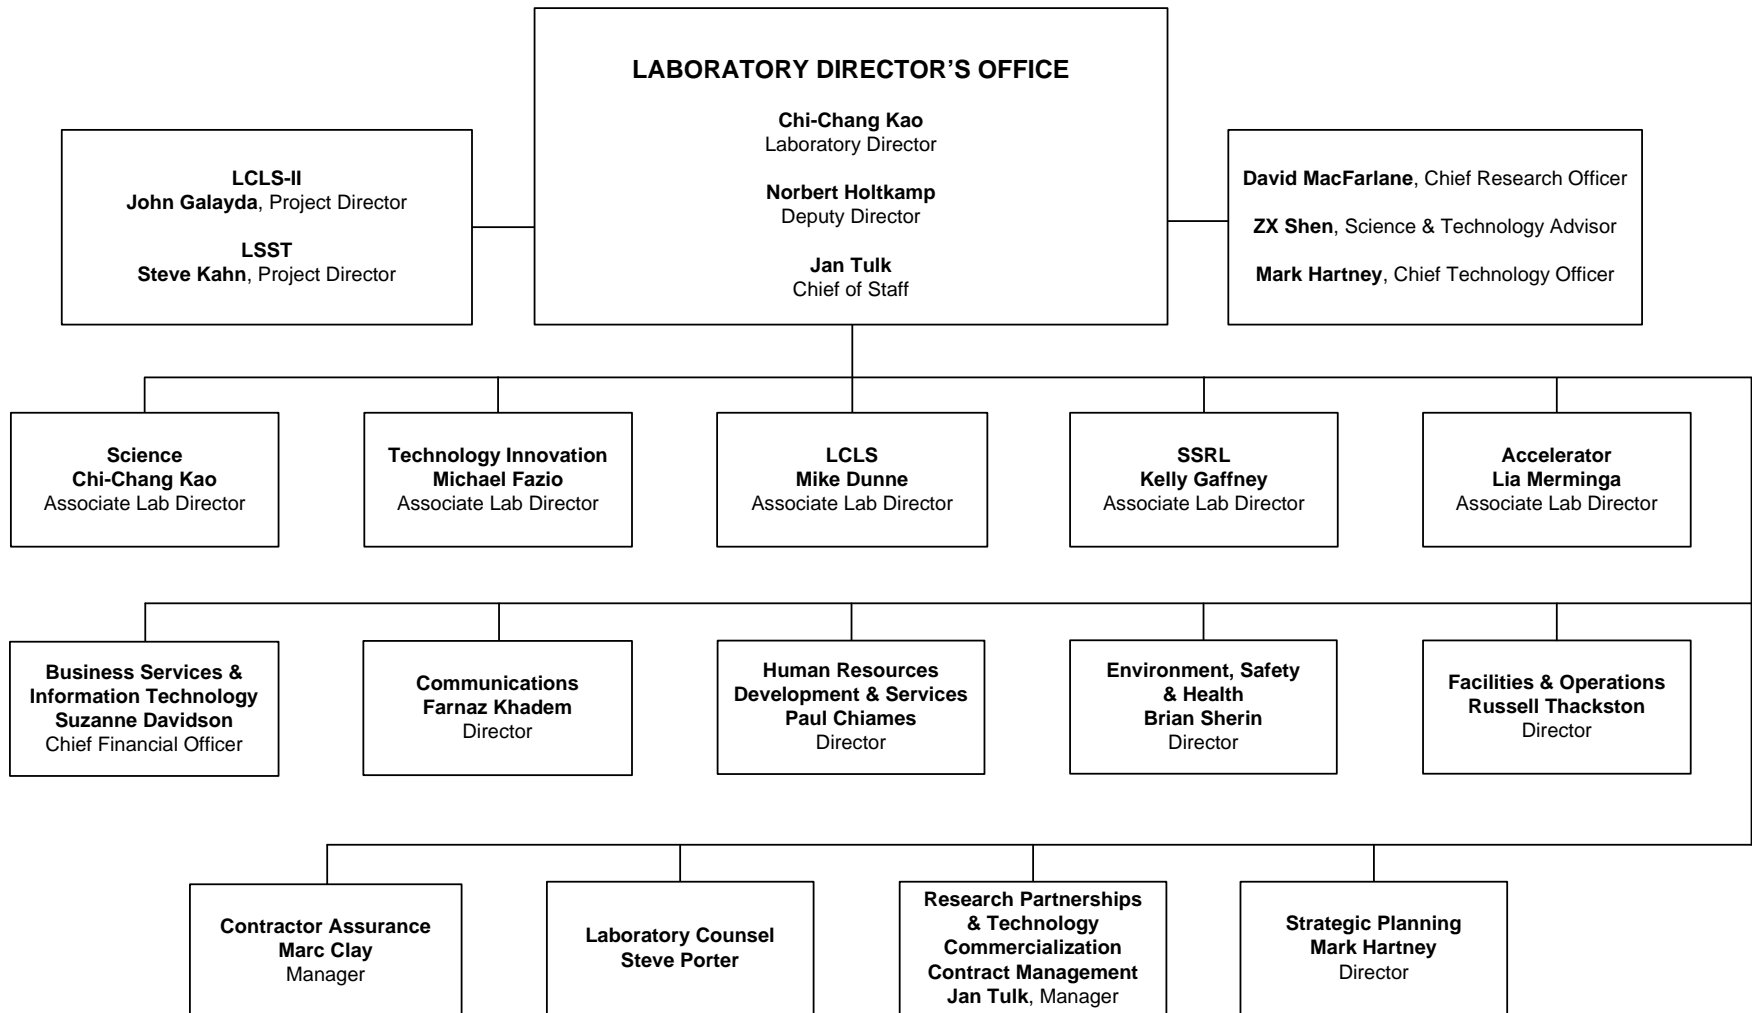 LABORATORY DIRECTOR'S OFFICE
Chi-Chang Kao
Laboratory Director
Norbert Holtkamp
Deputy Director
Jan Tulk
Chief of Staff
LCLS-II
John Galayda, Project Director
LSST
Steve Kahn, Project Director
David MacFarlane, Chief Research Officer
ZX Shen, Science & Technology Advisor
Mark Hartney, Chief Technology Officer
Science
Chi-Chang Kao
Associate Lab Director
Technology Innovation
Michael Fazio
Associate Lab Director
LCLS
Mike Dunne
Associate Lab Director
SSRL
Kelly Gaffney
Associate Lab Director
Accelerator
Lia Merminga
Associate Lab Director
Business Services &
Information Technology
Suzanne Davidson
Chief Financial Officer
Communications
Farnaz Khadem
Director
Human Resources
Development & Services
Paul Chiames
Director
Environment, Safety
& Health
Brian Sherin
Director
Facilities & Operations
Russell Thackston
Director
Contractor Assurance
Marc Clay
Manager
Laboratory Counsel
Steve Porter
Research Partnerships
& Technology
Commercialization
Contract Management
Jan Tulk, Manager
Strategic Planning
Mark Hartney
Director